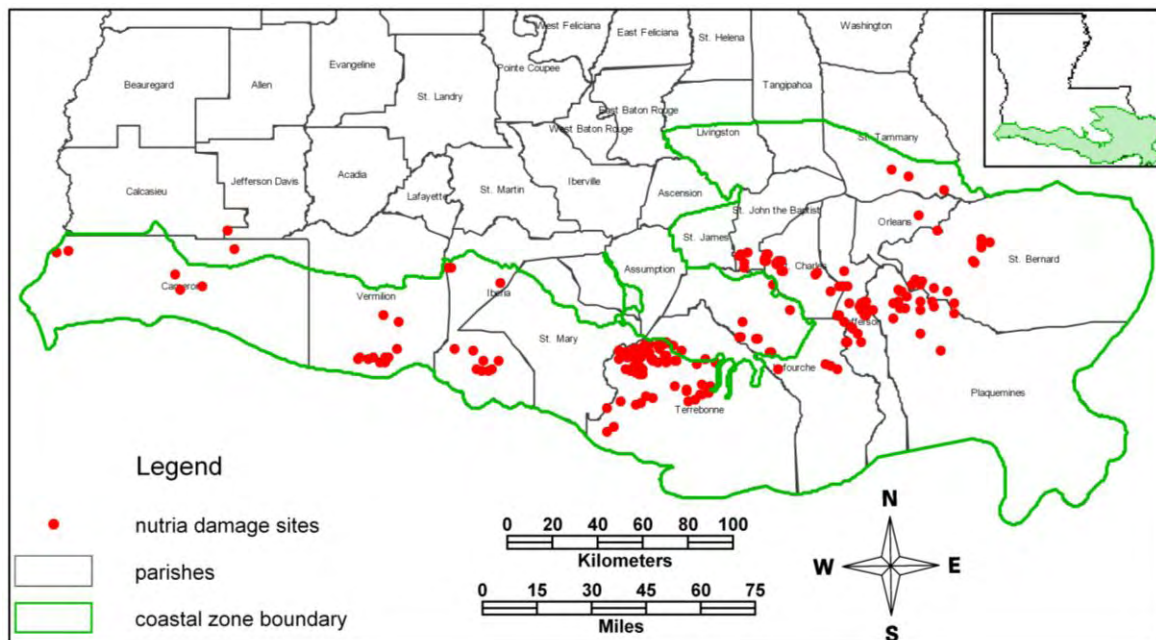 West Feliciana
East Feliciana
St. Helena
Washington
Evangeline
Pointe Coupee
Beauregard
Allen
Tangipahoa
St. Landry
East Baton Rouge
West Baton Rouge
Livingston
St. Tammany
Calcasieu
Jefferson Davis
Acadia
Lafayette
St. Martin
Iberville
Ascension
St. John the Baptist
Orleans
St. James
Charles
Assumption
St. Bernard
Cameron
Vermilion
Iberia
St. Mary
Jefferson
Lafourche
Plaquemines
Terrebonne
Legend
nutria damage sites
parishes
coastal zone boundary
0 20 40 60 80 100
Kilometers
0 15 30 45 60 75
Miles
N
W E
S